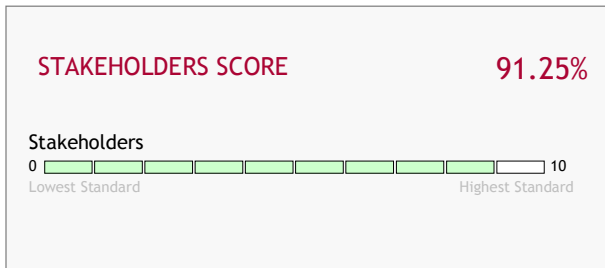 STAKEHOLDERS SCORE 91.25%
Stakeholders
0 10
Lowest Standard Highest Standard